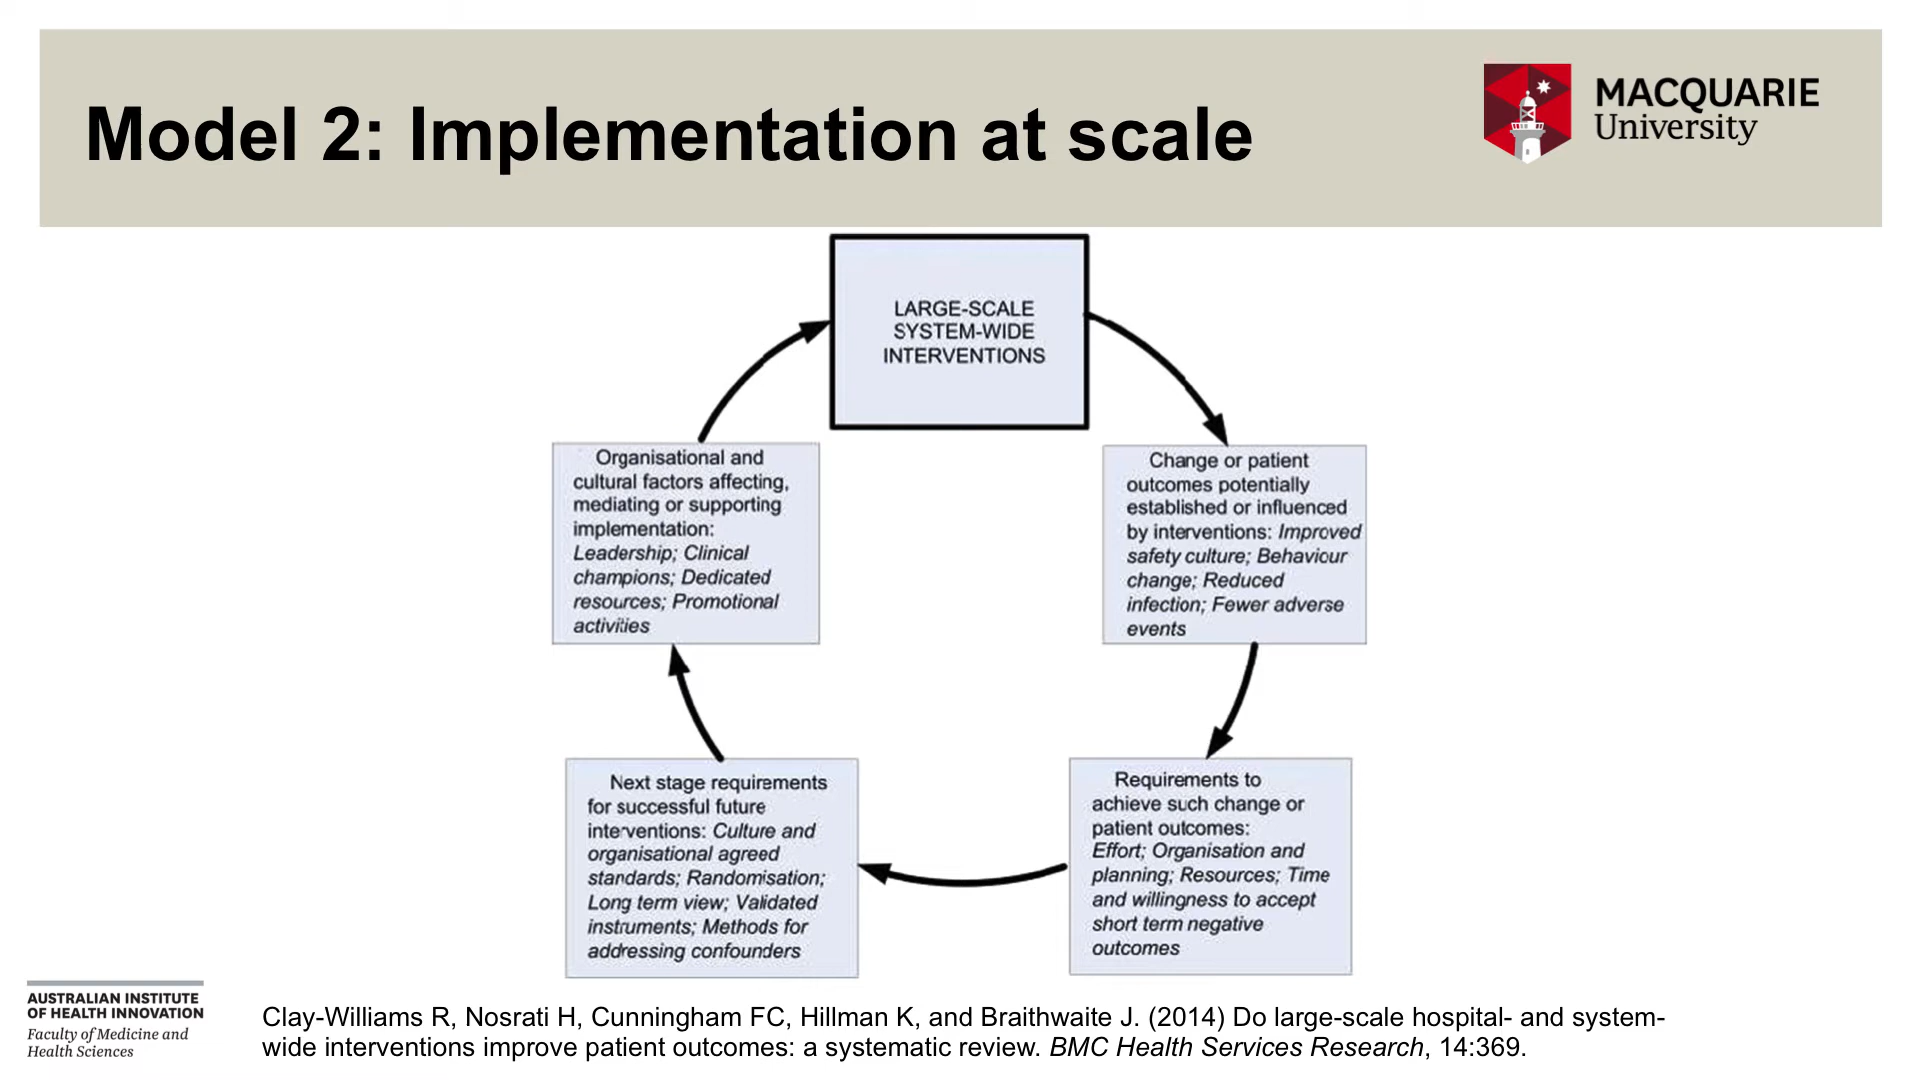 Model 2: Implementation at scale
MACQUARIE
University
LARGE-SCALE
SYSTEM-WIDE
INTERVENTIONS
Organisational and
cultural factors affecting,
mediating or supporting
implementation:
Leadership; Clinical
champions; Dedicated
resources; Promotional
activities
Change or patient
outcomes potentially
established or influenced
by interventions: Improved
safety culture; Behaviour
change; Reduced
infection; Fewer adverse
events
Next stage requirements
for successful future
interventions: Culture and
organisational agreed
standards; Randomisation;
Long term view; Validated
instruments; Methods for
addressing confounders
Requirements to
achieve such change or
patient outcomes:
Effort; Organisation and
planning; Resources; Time
and willingness to accept
short term negative
outcomes
AUSTRALIAN INSTITUTE
OF HEALTH INNOVATION
Faculty of Medicine and
Health Sciences
Clay-Williams R, Nosrati H, Cunningham FC, Hillman K, and Braithwaite J. (2014) Do large-scale hospital- and system-
wide interventions improve patient outcomes: a systematic review. BMC Health Services Research, 14:369.